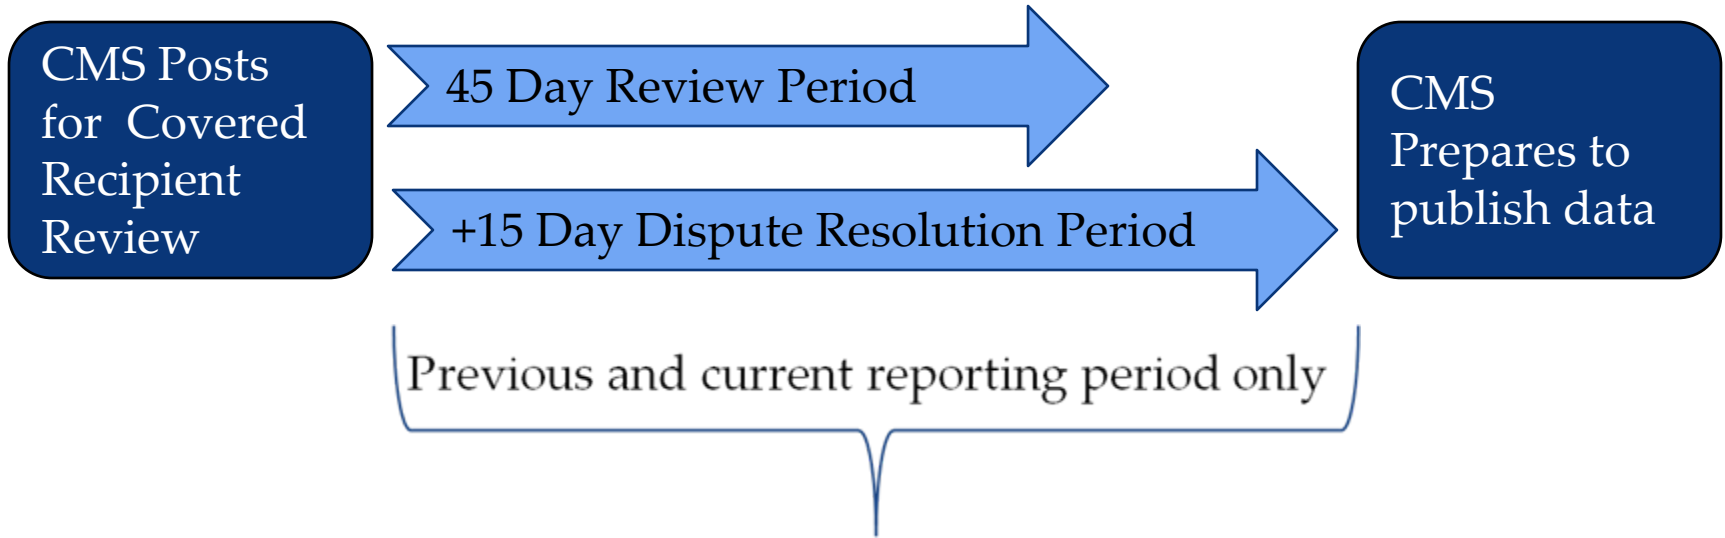 CMS Posts
for Covered
Recipient
Review
45 Day Review Period
+15 Day Dispute Resolution Period
CMS
Prepares to
publish data
Previous and current reporting period only